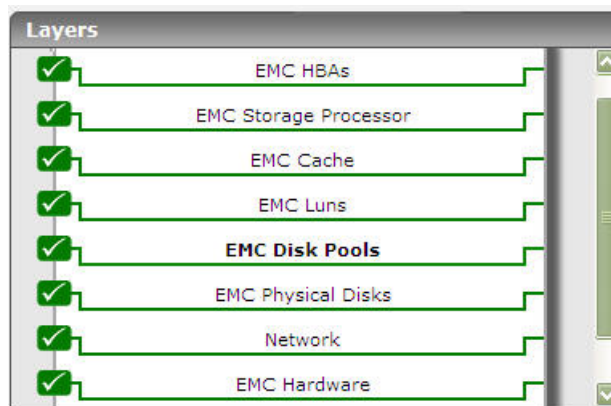 Layers
EMC HBAs
EMC Storage Processor
EMC Cache
EMC Luns
EMC Disk Pools
EMC Physical Disks
Network
EMC Hardware